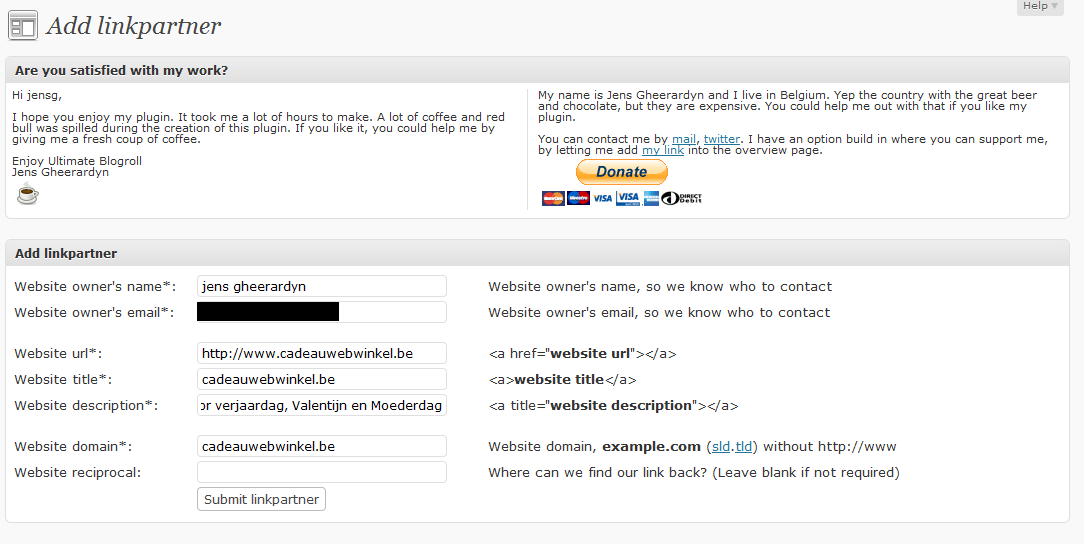 Help
Add linkpartner
Are you satisfied with my work?
Hi jensg,
I hope you enjoy my plugin. It took me a lot of hours to make. A lot of coffee and red
bull was spilled during the creation of this plugin. If you like it, you could help me by
giving me a fresh coup of coffee.
Enjoy Ultimate Blogroll
Jens Gheerardyn
My name is Jens Gheerardyn and I live in Belgium. Yep the country with the great beer
and chocolate, but they are expensive. You could help me out with that if you like my
plugin.
You can contact me by mail, twitter. I have an option build in where you can support me,
by letting me add my link into the overview page.
Donate
MasterCard Maestro VISA VISA DIRECT Debit
Add linkpartner
Website owner's name*: jens gheerardyn Website owner's name, so we know who to contact
Website owner's email*: Website owner's email, so we know who to contact
Website url*: http://www.cadeauwebwinkel.be <a href="website url"></a>
Website title*: cadeauwebwinkel.be <a>website title</a>
Website description*: or verjaardag, Valentijn en Moederdag <a title="website description"></a>
Website domain*: cadeauwebwinkel.be Website domain, example.com (sld.tld) without http://www
Website reciprocal: Where can we find our link back? (Leave blank if not required)
Submit linkpartner